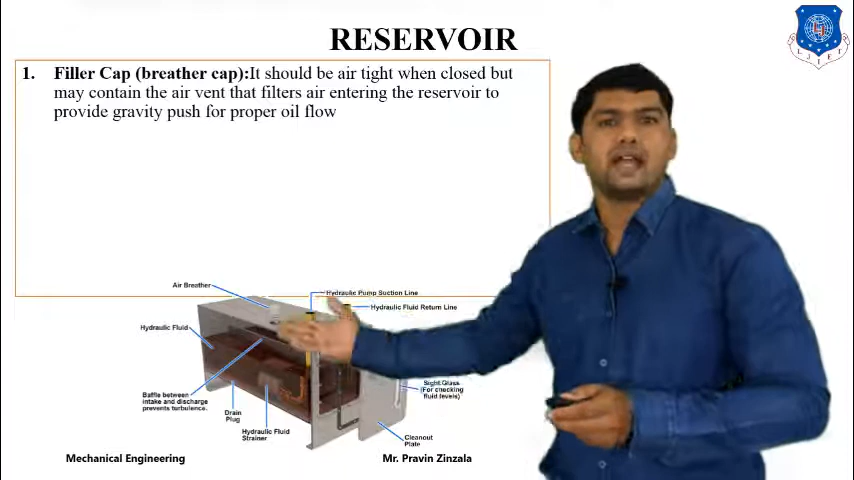 RESERVOIR
1. Filler Cap (breather cap):It should be air tight when closed but
may contain the air vent that filters air entering the reservoir to
provide gravity push for proper oil flow
Air Breather
Hydraulic Pump Suction Line
Hydraulic Fluid Return Line
Hydraulic Fluid
Baffle between
intake and discharge
prevents turbulence.
Drain
Plug
Hydraulic Fluid
Strainer
Sight Glass
(For checking
fluid levels)
Cleanout
Plate
Mechanical Engineering
Mr. Pravin Zinzala